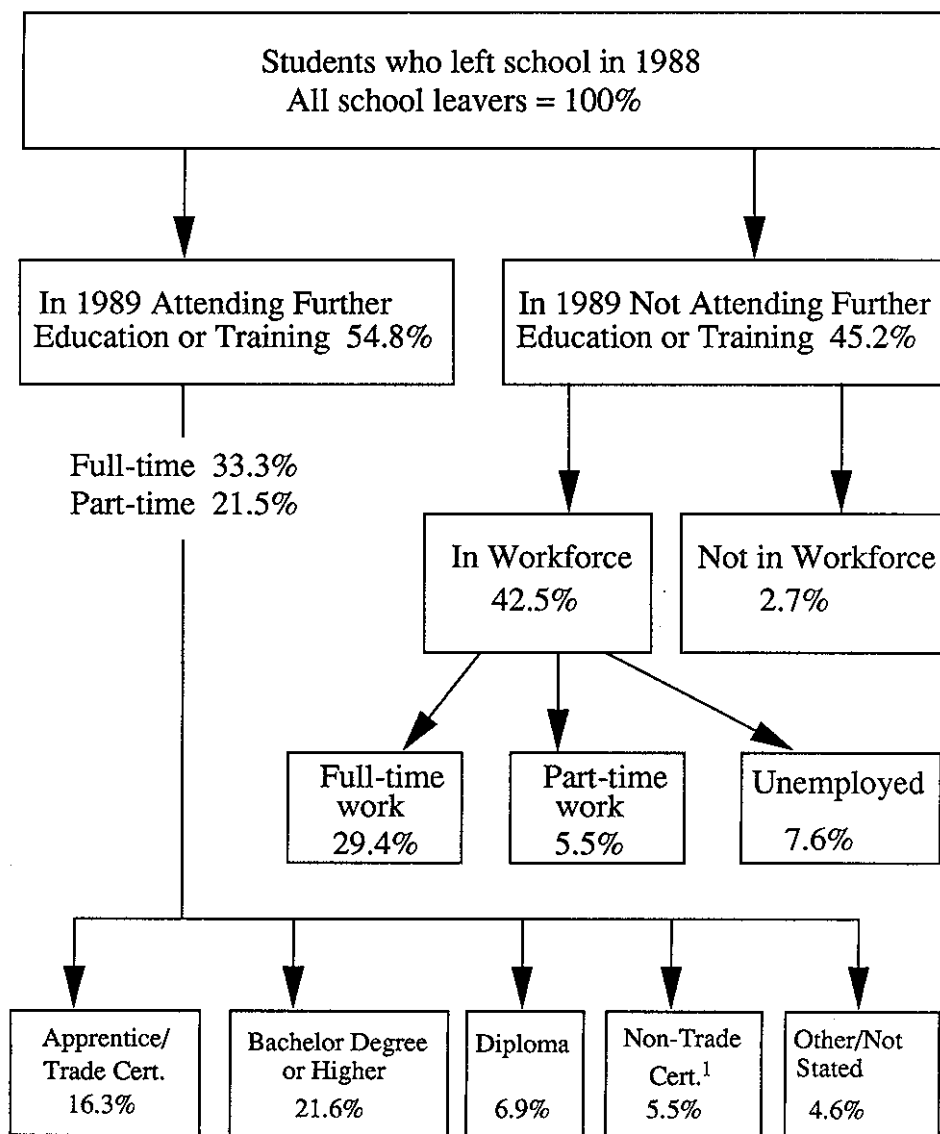 Students who left school in 1988
All school leavers = 100%
In 1989 Attending Further
Education or Training 54.8%
In 1989 Not Attending Further
Education or Training 45.2%
Full-time 33.3%
Part-time 21.5%
In Workforce
42.5%
Not in Workforce
2.7%
Full-time
work
29.4%
Part-time
work
5.5%
Unemployed
7.6%
Apprentice/
Trade Cert.
16.3%
Bachelor Degree
or Higher
21.6%
Diploma
6.9%
Non-Trade
Cert.¹
5.5%
Other/Not
Stated
4.6%